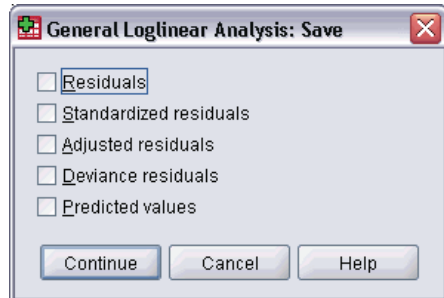 General Loglinear Analysis: Save
Residuals
Standardized residuals
Adjusted residuals
Deviance residuals
Predicted values
Continue Cancel Help